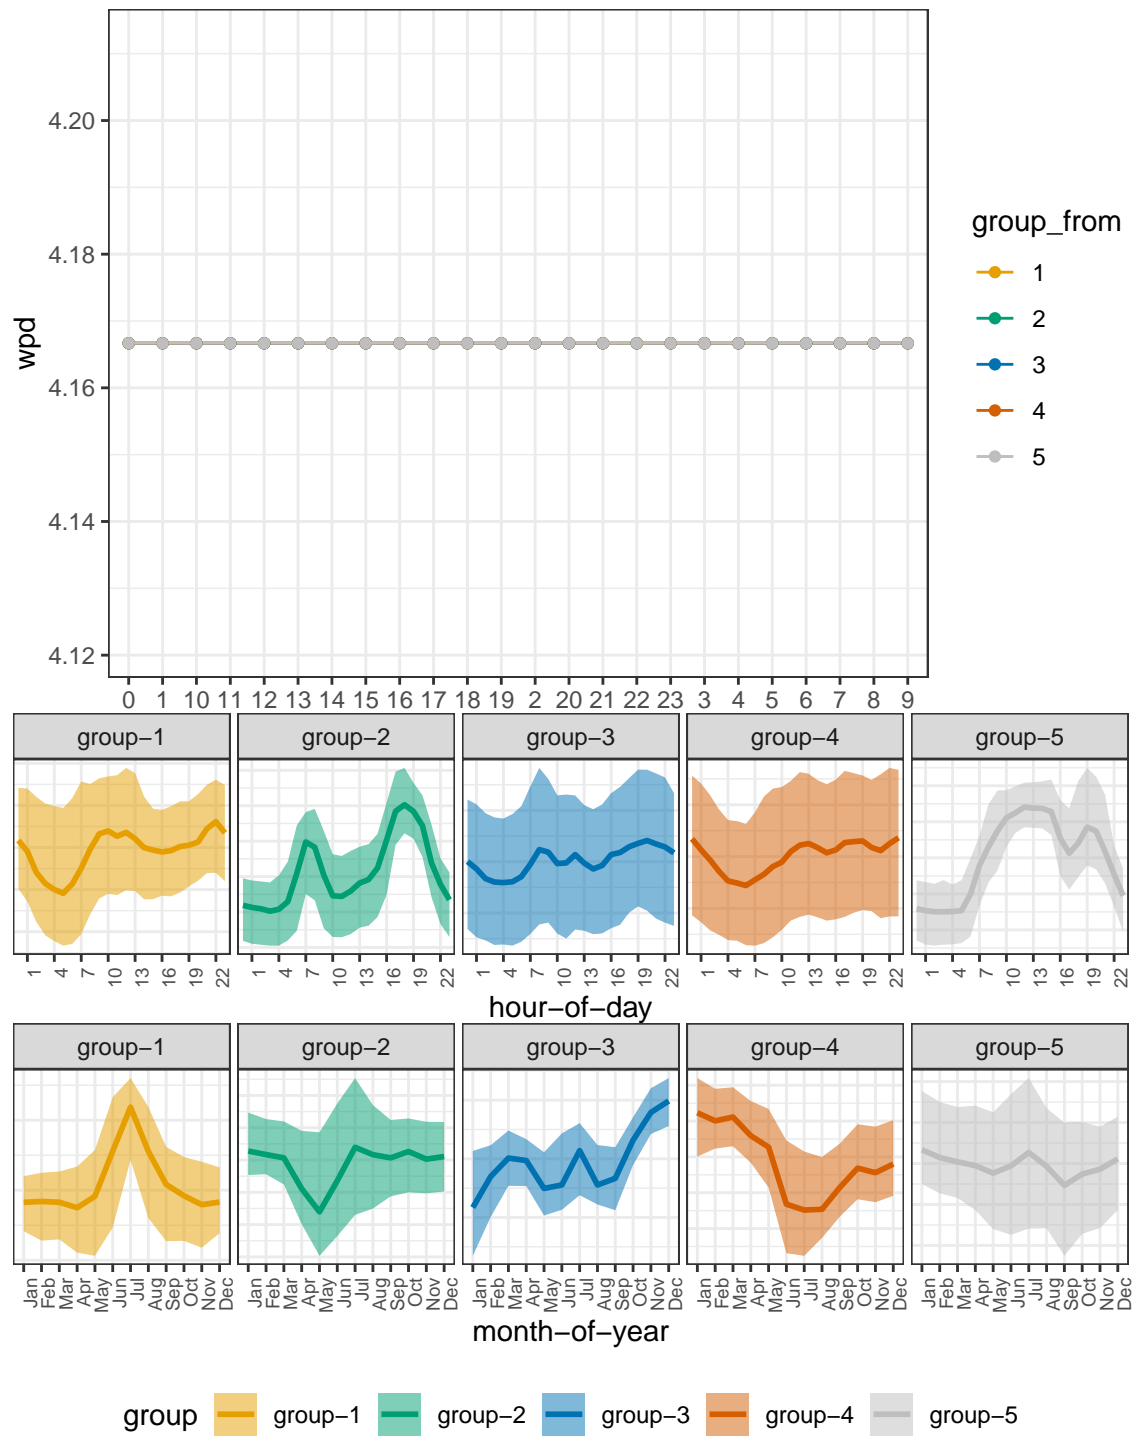 4.20
4.18
4.16
4.14
4.12
wpd
0 1 10 11 12 13 14 15 16 17 18 19 2 20 21 22 23 3 4 5 6 7 8 9
group_from
1
2
3
4
5
group−1 group−2 group−3 group−4 group−5
1 4 7 10 13 16 19 22 1 4 7 10 13 16 19 22 1 4 7 10 13 16 19 22 1 4 7 10 13 16 19 22 1 4 7 10 13 16 19 22
hour−of−day
group−1 group−2 group−3 group−4 group−5
Jan Feb Mar Apr May Jun Jul Aug Sep Oct Nov Dec Jan Feb Mar Apr May Jun Jul Aug Sep Oct Nov Dec Jan Feb Mar Apr May Jun Jul Aug Sep Oct Nov Dec Jan Feb Mar Apr May Jun Jul Aug Sep Oct Nov Dec Jan Feb Mar Apr May Jun Jul Aug Sep Oct Nov Dec
month−of−year
group group−1 group−2 group−3 group−4 group−5